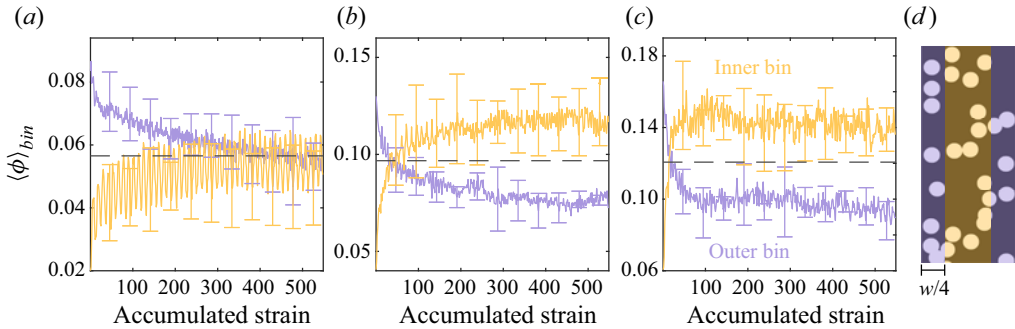 (a) (b) (c) (d)
0.08
0.06
0.04
0.02
⟨ϕ⟩bin
100 200 300 400 500
Accumulated strain
0.15
0.10
0.05
100 200 300 400 500
Accumulated strain
0.18
0.14
0.10
0.06
Inner bin
Outer bin
100 200 300 400 500
Accumulated strain
w/4